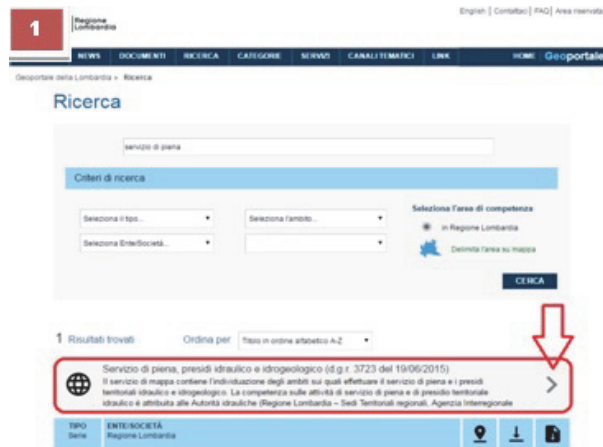 English | Contattaci | FAQ | Area riservata
1
Regione
Lombardia
NEWS DOCUMENTI RICERCA CATEGORIE SERVIZI CANALI TEMATICI LINK HOME Geoportale
Geoportale della Lombardia » Ricerca
Ricerca
servizio di piena
Criteri di ricerca
Seleziona il tipo... Seleziona l'ambito... Seleziona l'area di competenza
in Regione Lombardia
Seleziona Ente/Società... Delimita l'area su mappa
CERCA
1 Risultati trovati Ordina per Titolo in ordine alfabetico A-Z
Servizio di piena, presidi idraulico e idrogeologico (d.g.r. 3723 del 19/06/2015)
Il servizio di mappa contiene l'individuazione degli ambiti sui quali effettuare il servizio di piena e i presidi
territoriali idraulico e idrogeologico. La competenza sulle attività di servizio di piena e di presidio territoriale
idraulico è attribuita alle Autorità idrauliche (Regione Lombardia – Sedi Territoriali regionali, Agenzia Interregionale
TIPO ENTE/SOCIETÀ
Serie Regione Lombardia